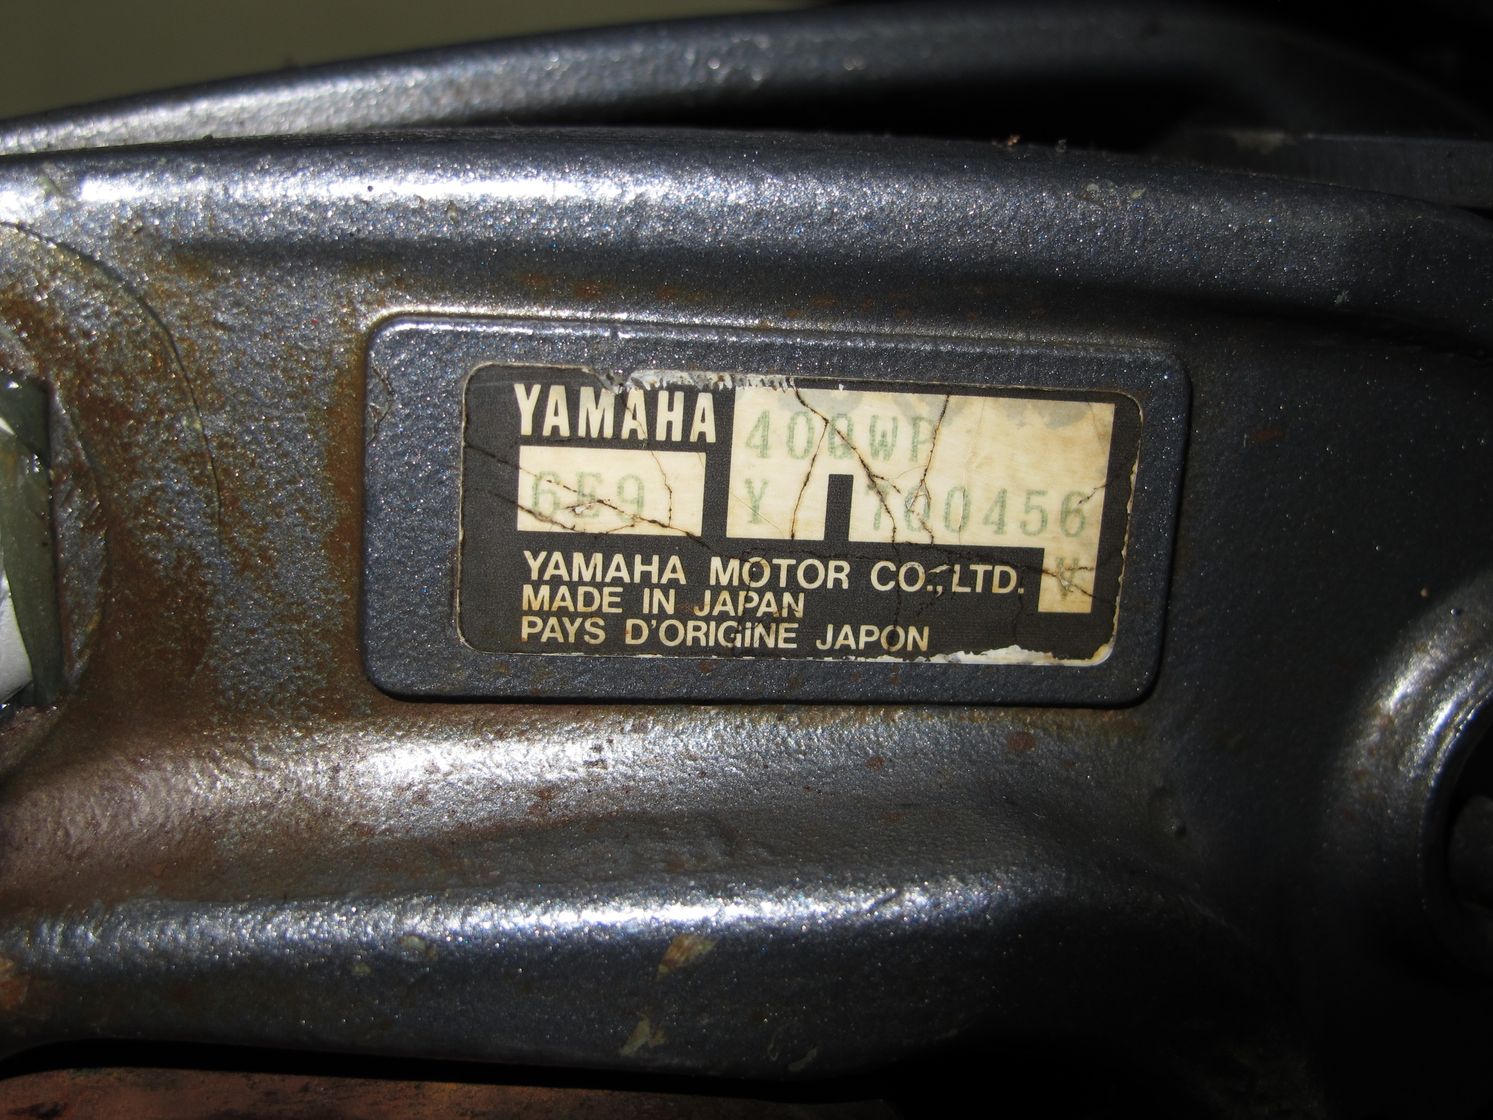 YAMAHA 40QWP
6E9 Y 700456
V
YAMAHA MOTOR CO.,LTD.
MADE IN JAPAN
PAYS D'ORIGINE JAPON